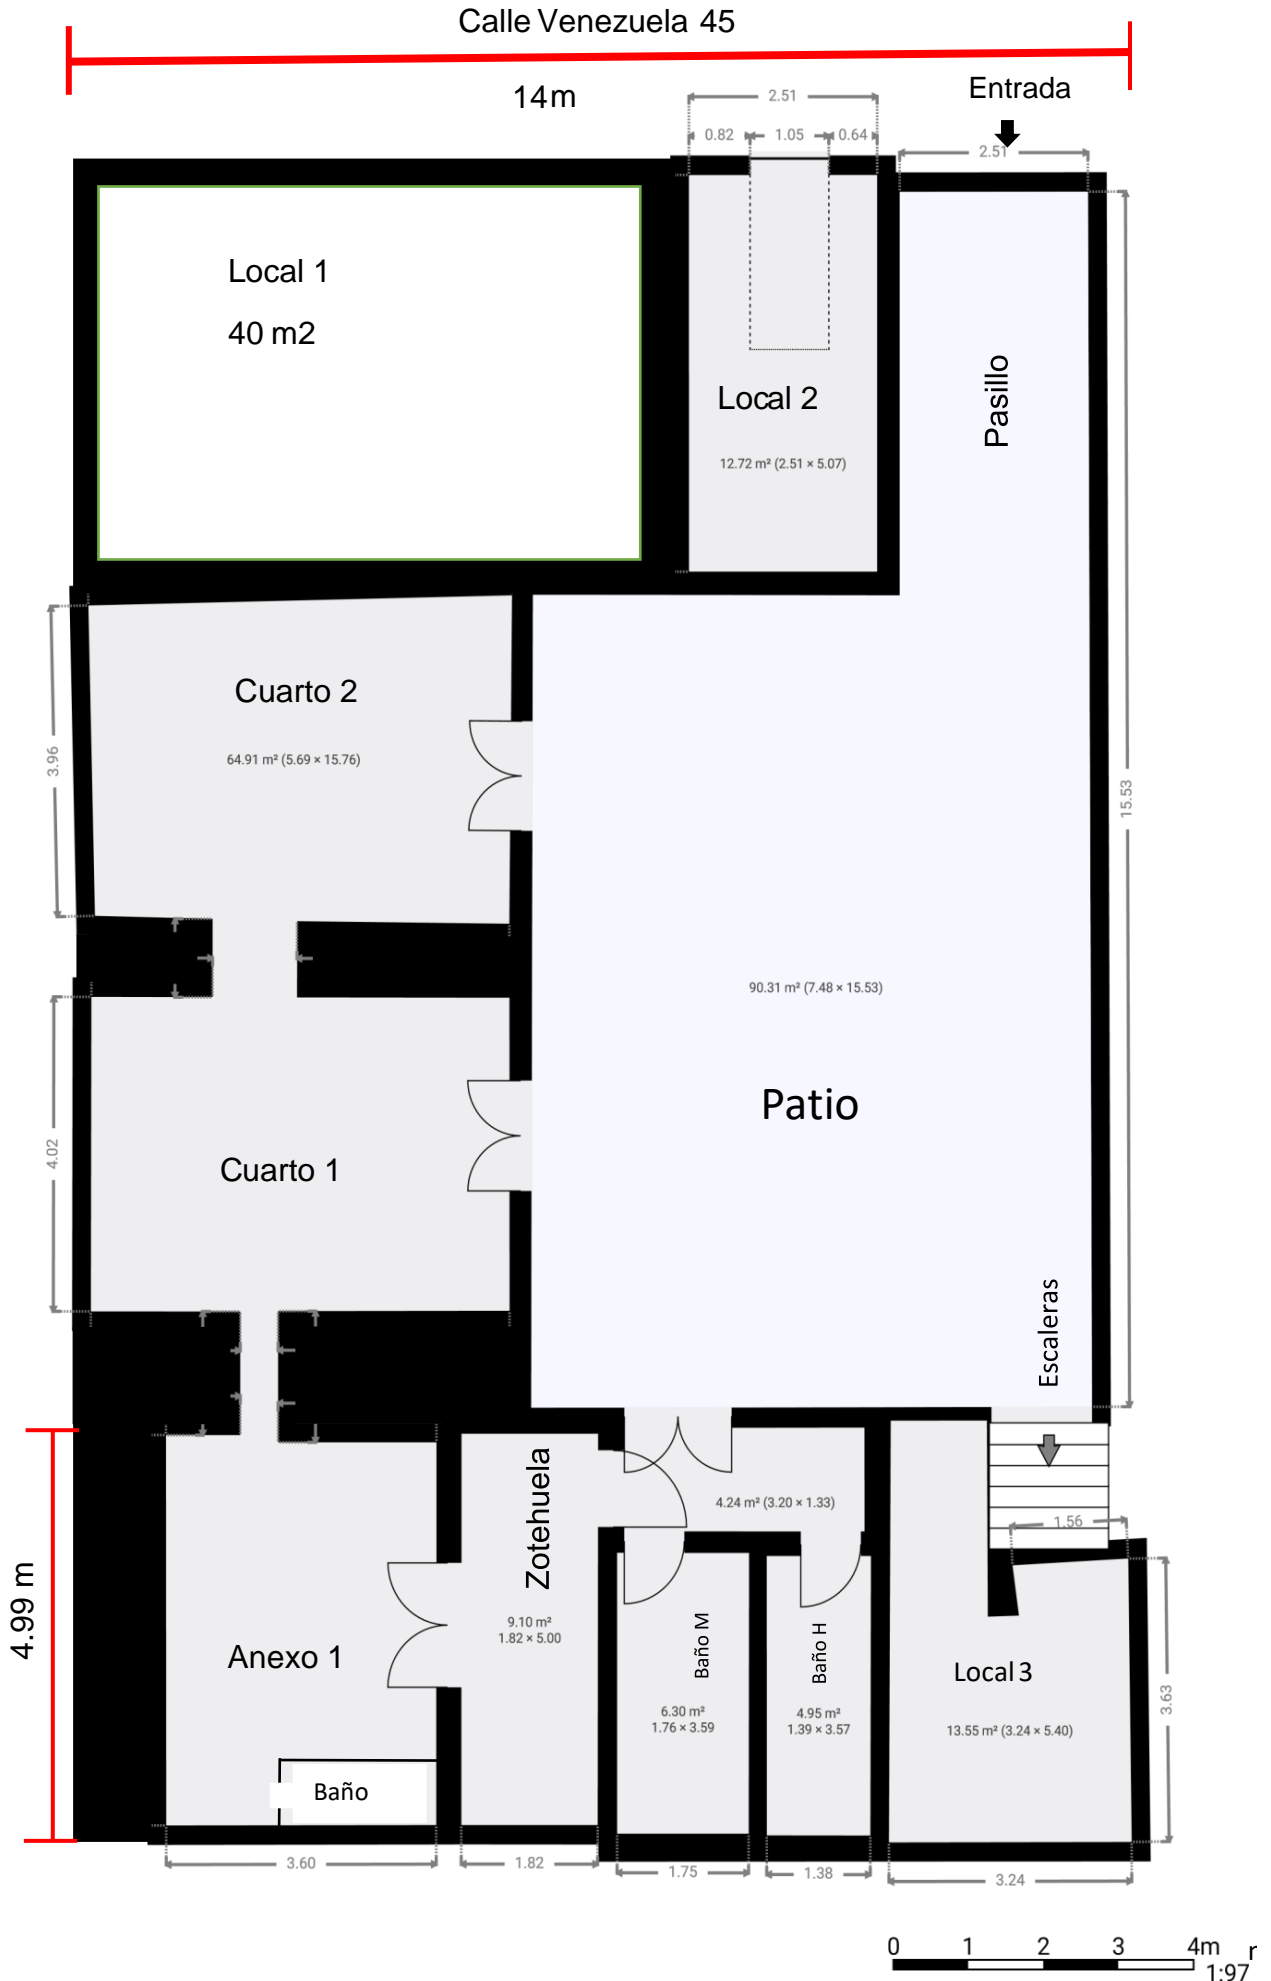 Calle Venezuela 45
14m
Entrada
2.51
0.82
1.05
0.64
2.51
Local 1
40 m2
Pasillo
Local 2
12.72 m² (2.51 × 5.07)
Cuarto 2
64.91 m² (5.69 × 15.76)
3.96
15.53
90.31 m² (7.48 × 15.53)
Patio
4.02
Cuarto 1
Escaleras
Zotehuela
4.24 m² (3.20 × 1.33)
1.56
4.99 m
9.10 m²
1.82 × 5.00
Anexo 1
Baño M
Baño H
Local 3
6.30 m²
1.76 × 3.59
4.95 m²
1.39 × 3.57
13.55 m² (3.24 × 5.40)
3.63
Baño
3.60
1.82
1.75
1.38
3.24
0 1 2 3 4m r
1:97